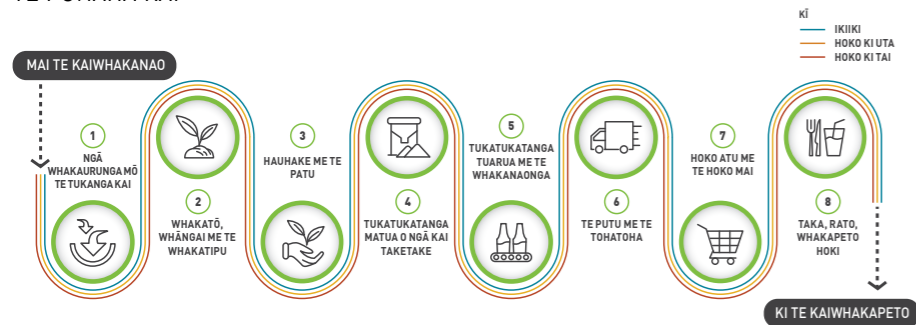 KĪ
IKIIKI
HOKO KI UTA
HOKO KI TAI
MAI TE KAIWHAKANAO
1
NGĀ
WHAKAURUNGA MŌ
TE TUKANGA KAI
2
WHAKATŌ,
WHĀNGAI ME TE
WHAKATIPU
3
HAUHAKE ME TE
PATU
4
TUKATUKATANGA
MATUA O NGĀ KAI
TAKETAKE
5
TUKATUKATANGA
TUARUA ME TE
WHAKANAONGA
6
TE PUTU ME TE
TOHATOHA
7
HOKO ATU ME
TE HOKO MAI
8
TAKA, RATO,
WHAKAPETO
HOKI
KI TE KAIWHAKAPETO